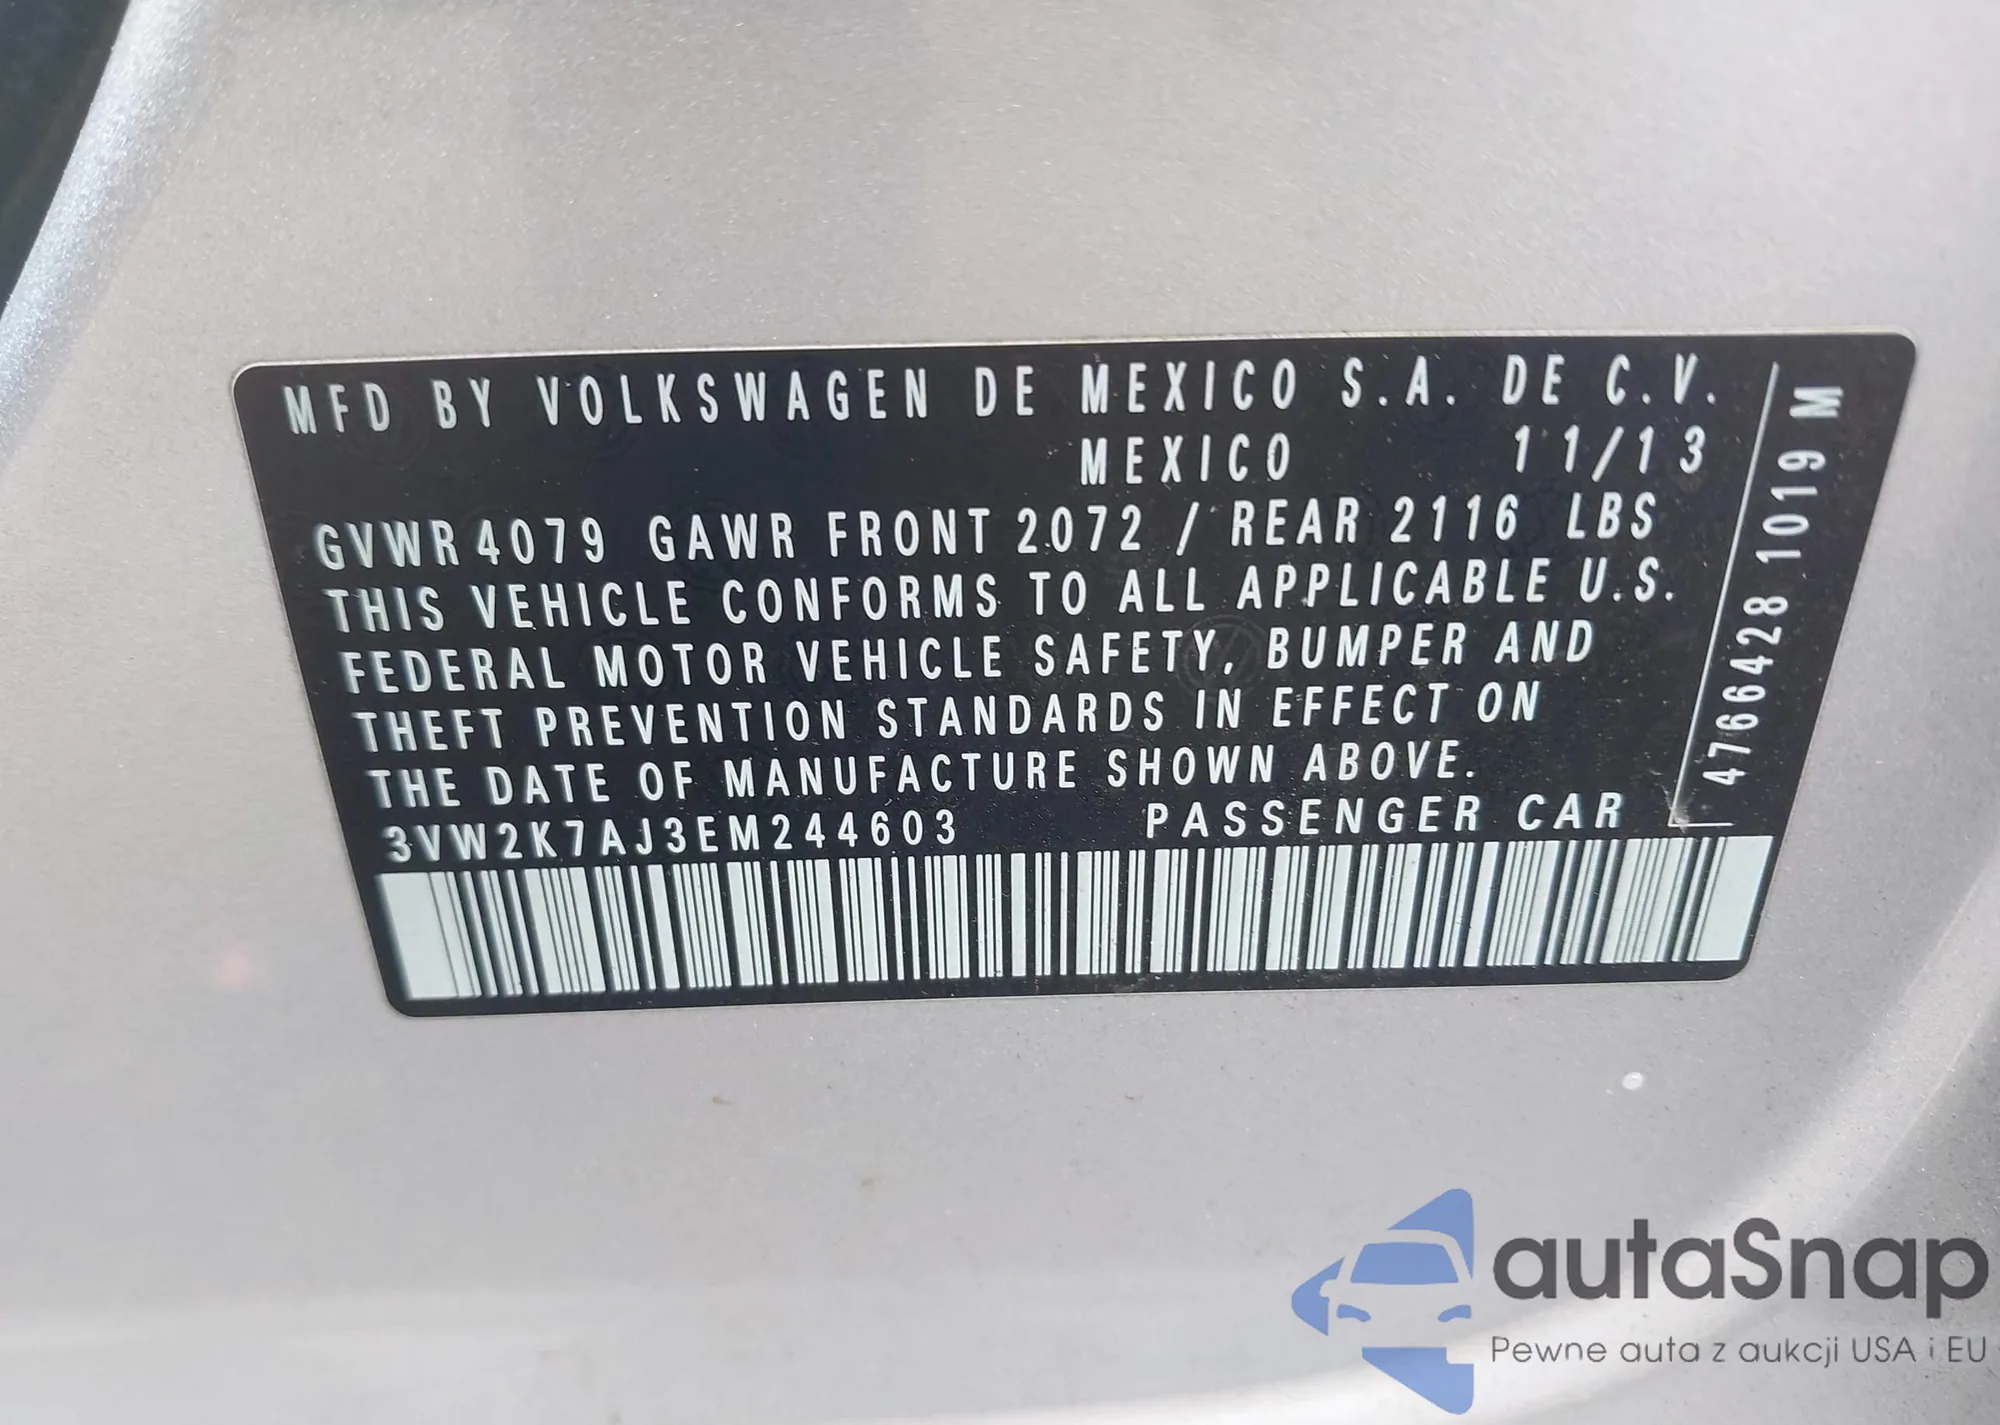 MFD BY VOLKSWAGEN DE MEXICO S.A. DE C.V.
MEXICO 11/13
GVWR 4079 GAWR FRONT 2072 / REAR 2116 LBS
THIS VEHICLE CONFORMS TO ALL APPLICABLE U.S.
FEDERAL MOTOR VEHICLE SAFETY, BUMPER AND
THEFT PREVENTION STANDARDS IN EFFECT ON
THE DATE OF MANUFACTURE SHOWN ABOVE.
3VW2K7AJ3EM244603 PASSENGER CAR
4766428 1019 M
autaSnap
Pewne auta z aukcji USA i EU